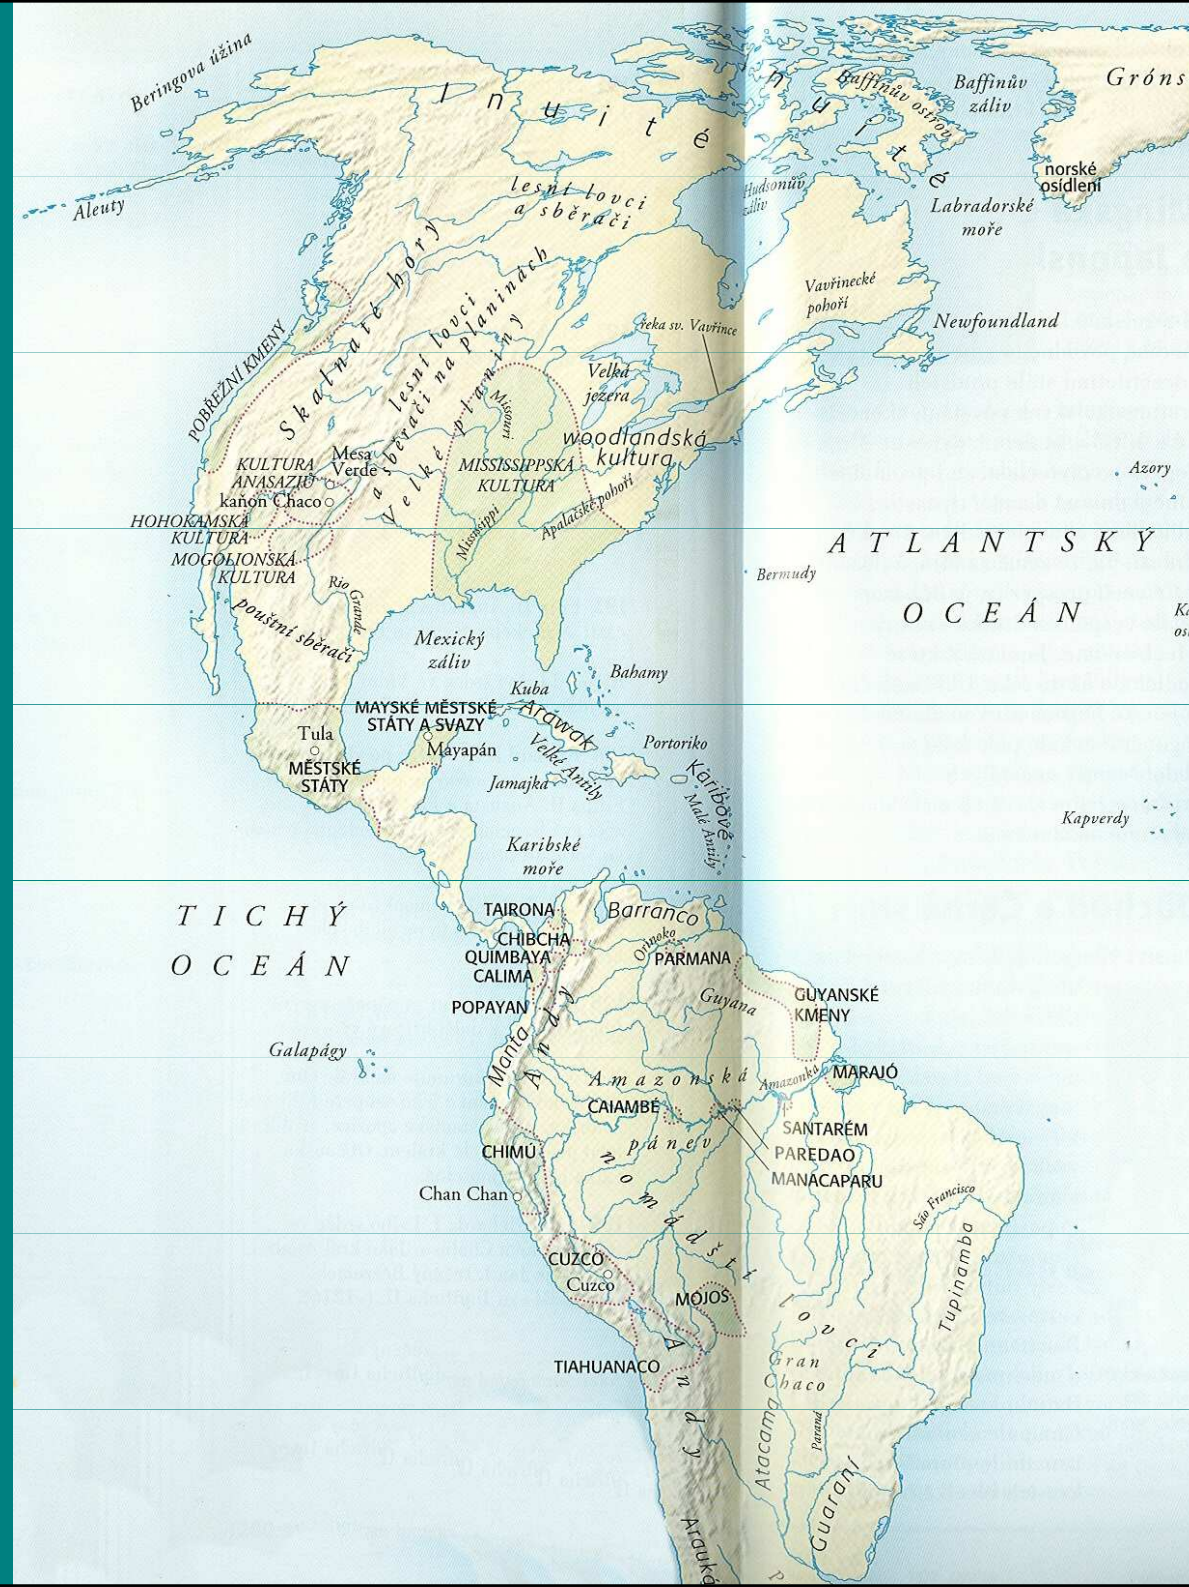 Beringova úžina
Inuité
Inuité
Baffinův ostrov
Baffinův
záliv
Gróns
norské
osídlení
Aleuty
lesní lovci
a sběrači
Hudsonův
záliv
Labradorské
moře
Skalnaté hory
lesní lovci
a sběrači na planinách
Velké planiny
Vavřinecké
pohoří
řeka sv. Vavřince
Newfoundland
POBŘEŽNÍ KMENY
Velká
jezera
Missouri
woodlandská
kultura
Mesa
Verde
KULTURA
ANASAZIŮ
kaňon Chaco
MISSISSIPPSKÁ
KULTURA
Azory
HOHOKAMSKÁ
KULTURA
Mississippi
Apalačské pohoří
MOGOLIONSKÁ
KULTURA
ATLANTSKÝ
OCEÁN
Bermudy
Rio Grande
pouštní sběrači
Ka
os
Mexický
záliv
Bahamy
Kuba
MAYSKÉ MĚSTSKÉ
STÁTY A SVAZY
Arawak
Tula
Mayapán
Velké Antily
Portoriko
MĚSTSKÉ
STÁTY
Jamajka
Karibové
Malé Antily
Kapverdy
Karibské
moře
TICHÝ
OCEÁN
TAIRONA
Barranco
CHIBCHA
Orinoko
QUIMBAYA
PARMANA
CALIMA
Guyana
GUYANSKÉ
KMENY
POPAYAN
Andy
Manta
Galapágy
Amazonská
pánev
Amazonka
MARAJÓ
CAIAMBÉ
SANTARÉM
CHIMÚ
PAREDAO
MANACAPARU
nomádští
lovci
Chan Chan
São Francisco
Tupinamba
CUZCO
Cuzco
MOJOS
TIAHUANACO
Andy
Gran
Chaco
Atacama
Paraná
Guaraní
Arauká
P